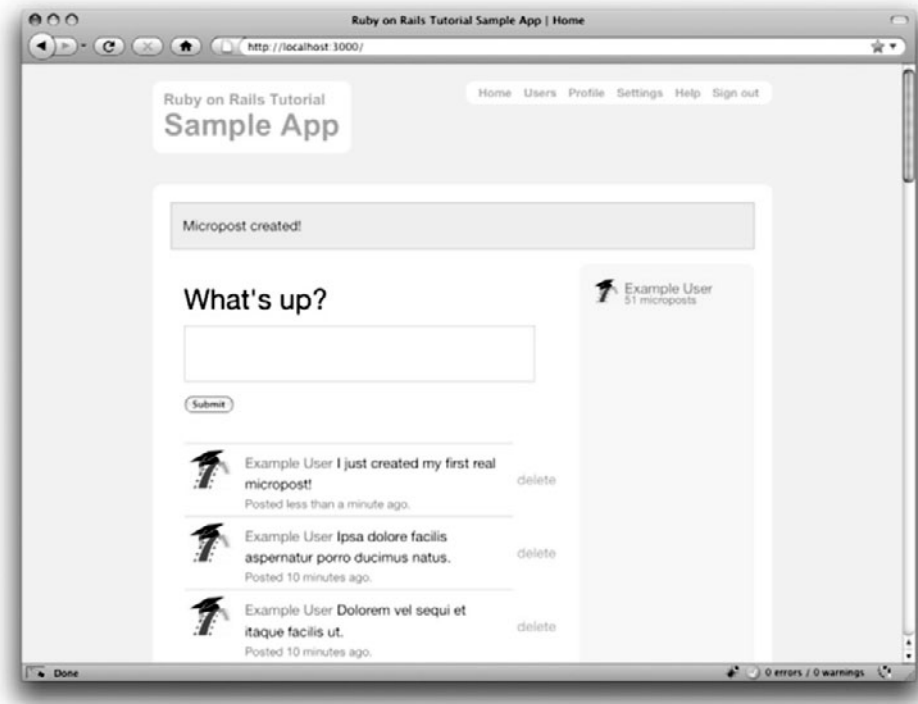 Ruby on Rails Tutorial Sample App | Home
http://localhost:3000/
Ruby on Rails Tutorial
Sample App
Home Users Profile Settings Help Sign out
Micropost created!
What's up?
Example User
51 microposts
Submit
Example User I just created my first real
micropost!
Posted less than a minute ago.
delete
Example User Ipsa dolore facilis
aspernatur porro ducimus natus.
Posted 10 minutes ago.
delete
Example User Dolorem vel sequi et
itaque facilis ut.
Posted 10 minutes ago.
delete
Done
0 errors / 0 warnings